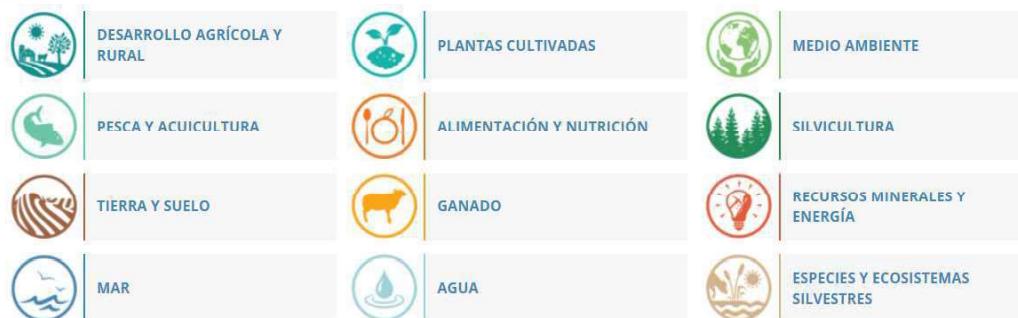 DESARROLLO AGRÍCOLA Y
RURAL
PLANTAS CULTIVADAS
MEDIO AMBIENTE
PESCA Y ACUICULTURA
ALIMENTACIÓN Y NUTRICIÓN
SILVICULTURA
TIERRA Y SUELO
GANADO
RECURSOS MINERALES Y
ENERGÍA
MAR
AGUA
ESPECIES Y ECOSISTEMAS
SILVESTRES